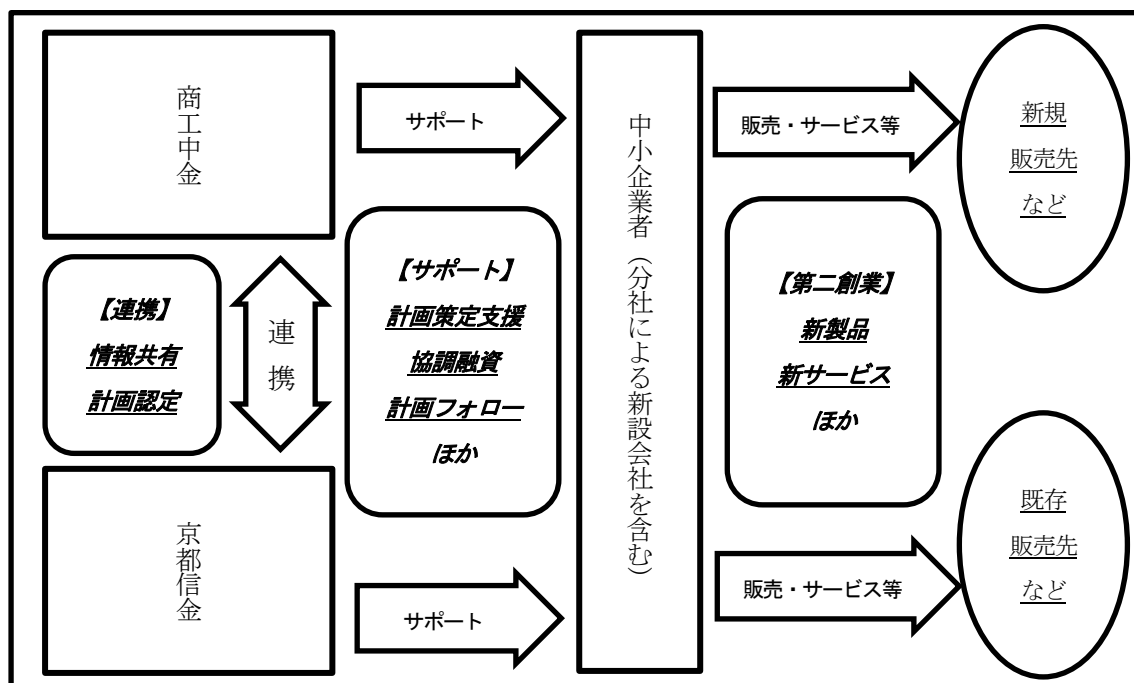 商工中金
サポート
中小企業者（分社による新設会社を含む）
販売・サービス等
新規
販売先
など
【連携】
情報共有
計画認定
連
携
【サポート】
計画策定支援
協調融資
計画フォロー
ほか
【第二創業】
新製品
新サービス
ほか
京都信金
サポート
販売・サービス等
既存
販売先
など